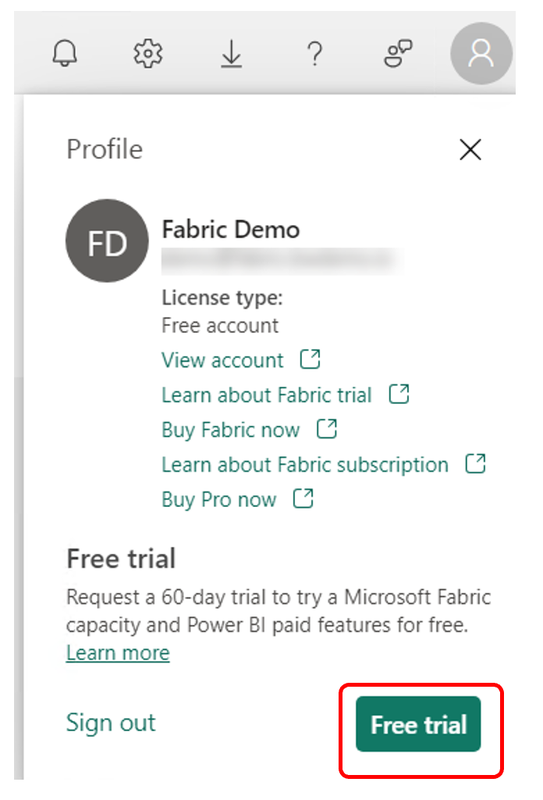 Profile
FD
Fabric Demo
License type:
Free account
View account
Learn about Fabric trial
Buy Fabric now
Learn about Fabric subscription
Buy Pro now
Free trial
Request a 60-day trial to try a Microsoft Fabric
capacity and Power BI paid features for free.
Learn more
Sign out
Free trial